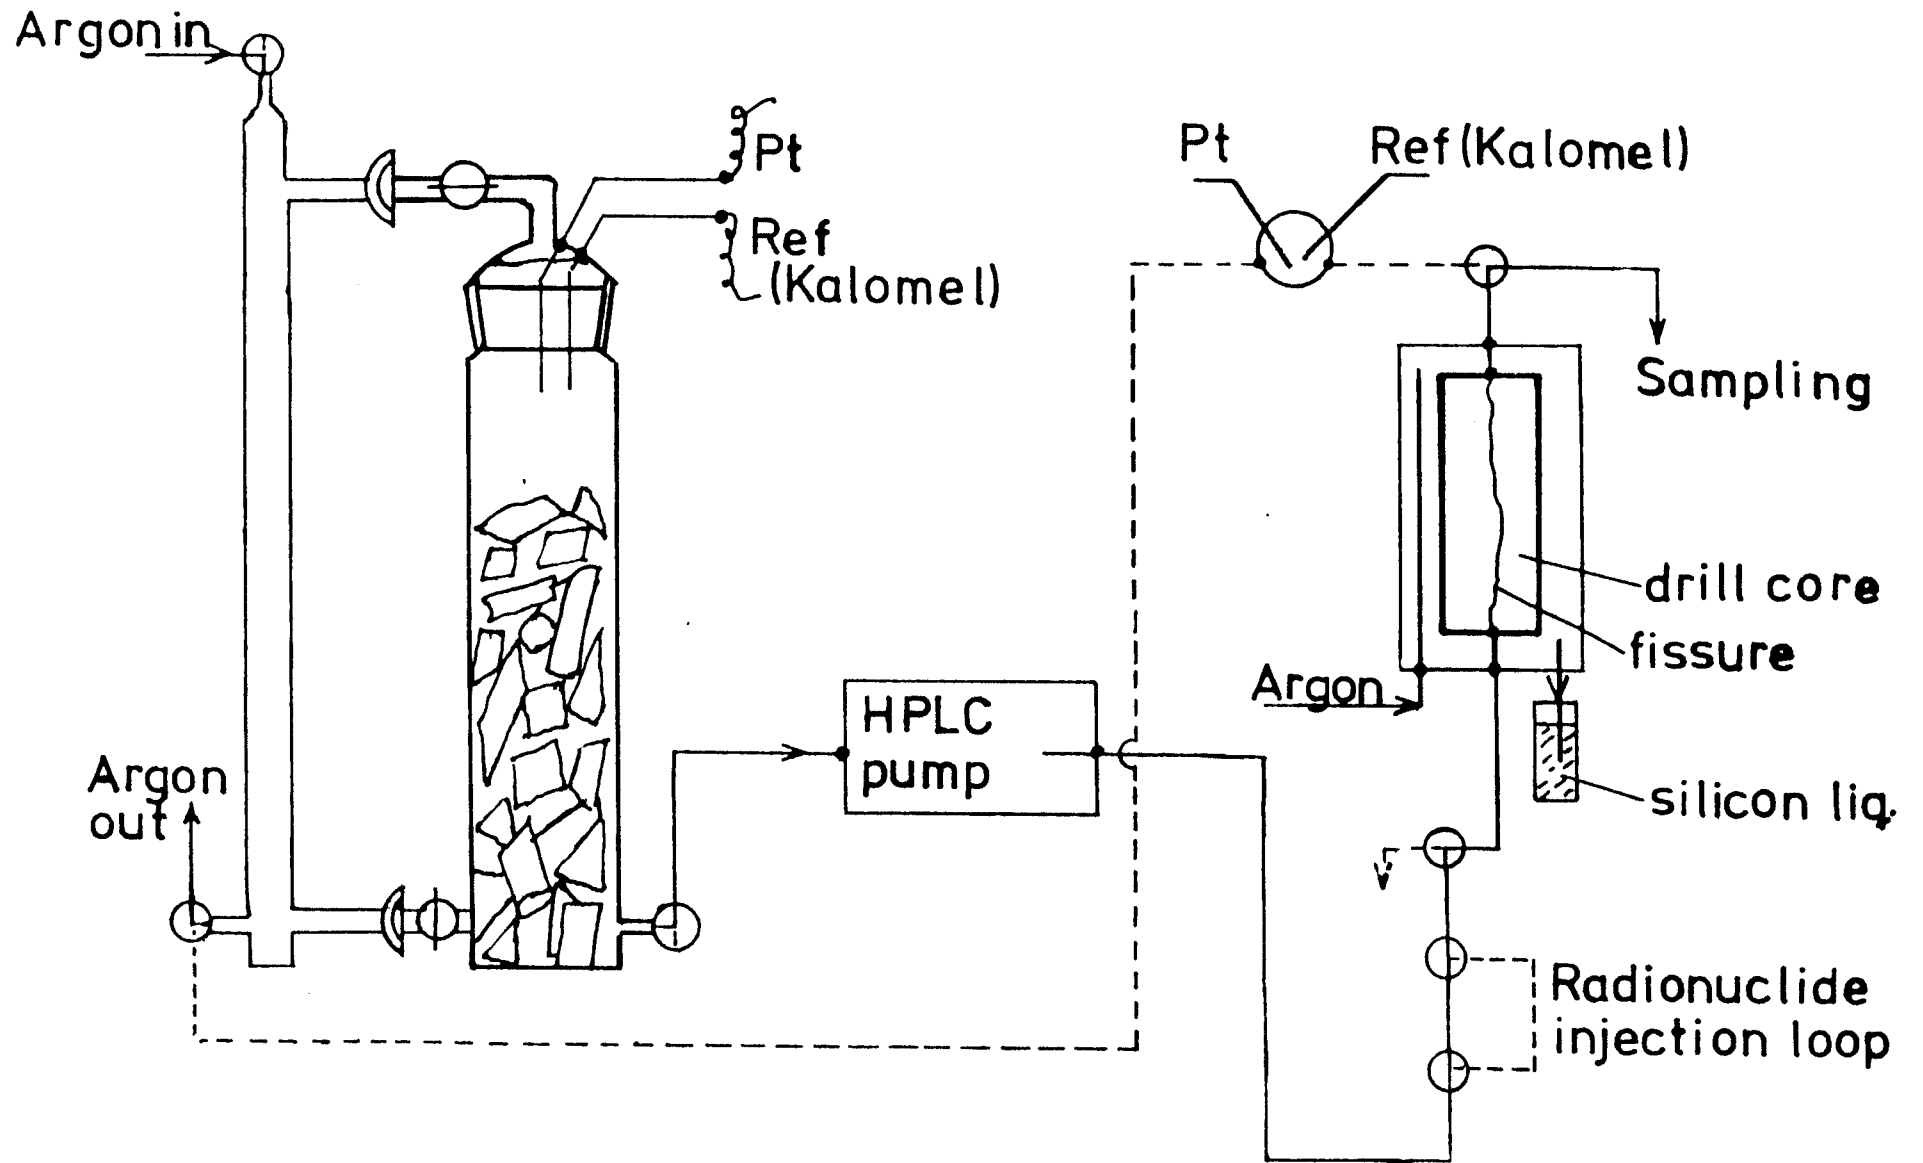 Argon in
Pt
Ref
(Kalomel)
Pt
Ref (Kalomel)
Sampling
drill core
fissure
Argon
HPLC
pump
silicon liq.
Argon
out
Radionuclide
injection loop